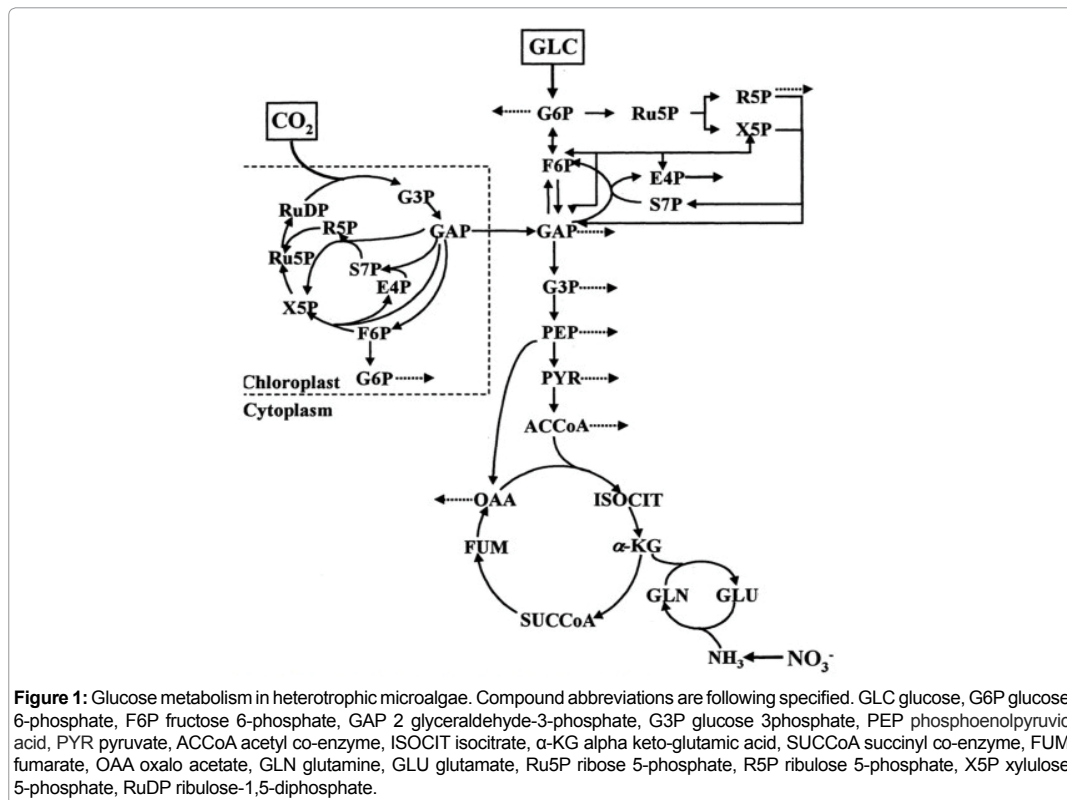 GLC
G6P Ru5P R5P
X5P
CO2
F6P
E4P
S7P
G3P
RuDP
R5P
GAP GAP
Ru5P
S7P
E4P
X5P
G3P
F6P
PEP
G6P
PYR
Chloroplast
Cytoplasm
ACCoA
OAA ISOCIT
FUM α-KG
GLN GLU
SUCCoA
NH3 NO3-
Figure 1: Glucose metabolism in heterotrophic microalgae. Compound abbreviations are following specified. GLC glucose, G6P glucose
6-phosphate, F6P fructose 6-phosphate, GAP 2 glyceraldehyde-3-phosphate, G3P glucose 3phosphate, PEP phosphoenolpyruvic
acid, PYR pyruvate, ACCoA acetyl co-enzyme, ISOCIT isocitrate, α-KG alpha keto-glutamic acid, SUCCoA succinyl co-enzyme, FUM
fumarate, OAA oxalo acetate, GLN glutamine, GLU glutamate, Ru5P ribose 5-phosphate, R5P ribulose 5-phosphate, X5P xylulose
5-phosphate, RuDP ribulose-1,5-diphosphate.